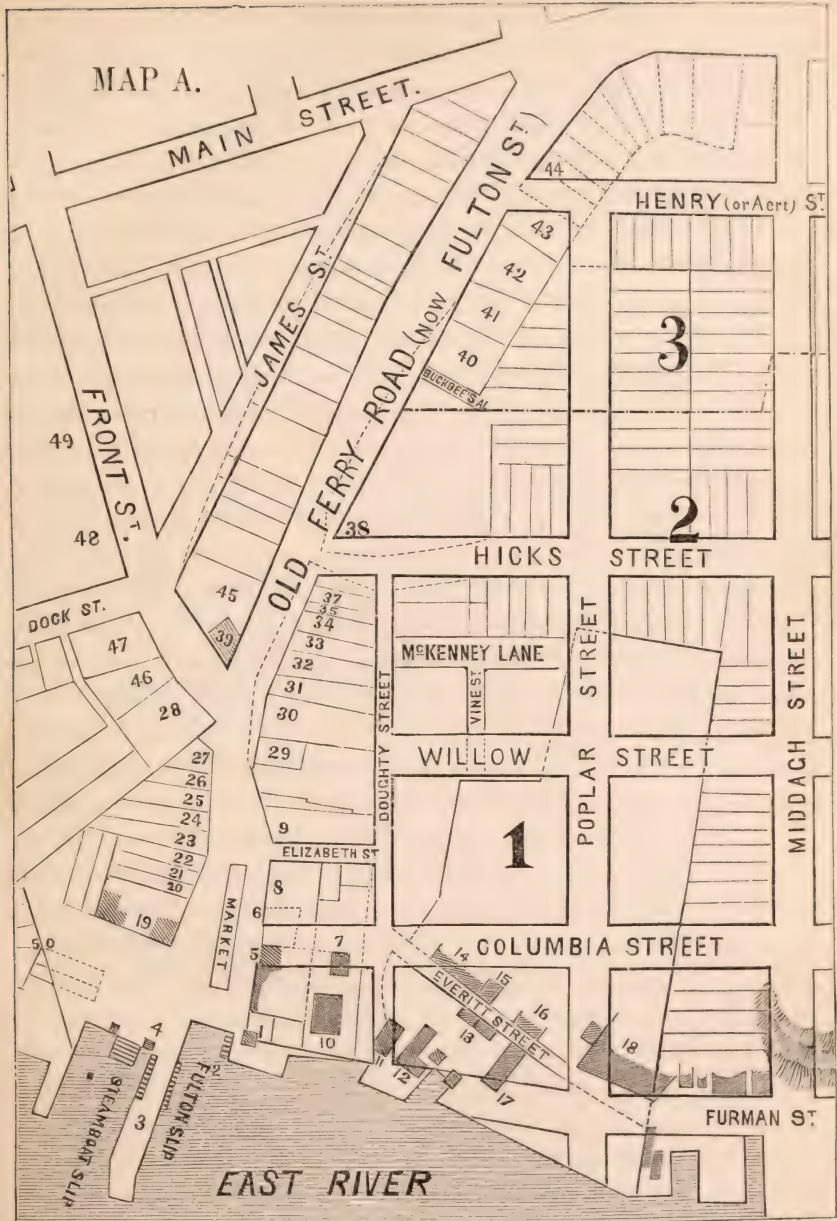 MAP A.
MAIN STREET.
44
HENRY (or Acrt) ST.
JAMES ST.
OLD FERRY ROAD (NOW FULTON ST)
43
42
41
40
BUCKBEE'S AL.
3
FRONT ST.
49
48
38
2
HICKS STREET
DOCK ST.
45
39
47
46
28
37
35
34
33
32
31
30
29
9
DOUGHTY STREET
McKENNEY LANE
VINE ST.
POPLAR STREET
MIDDAGH STREET
WILLOW STREET
1
27
26
25
24
23
22
21
20
19
ELIZABETH ST
MARKET
8
6
5
7
COLUMBIA STREET
50
14
15
EVERITT STREET
16
13
18
4
1
10
11
12
17
2
3
STEAMBOAT SLIP
FULTON SLIP
FURMAN ST.
EAST RIVER